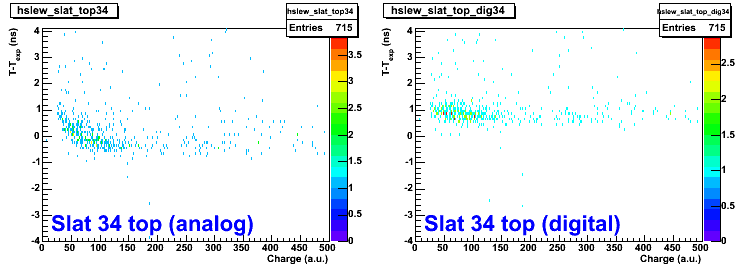 hslew_slat_top34
hslew_slat_top34
Entries 715
T-Texp (ns)
4
3
2
1
0
-1
-2
-3
-4
0 50 100 150 200 250 300 350 400 450 500
Charge (a.u.)
3.5
3
2.5
2
1.5
1
0.5
0
Slat 34 top (analog)
hslew_slat_top_dig34
hslew_slat_top_dig34
Entries 715
T-Texp (ns)
4
3
2
1
0
-1
-2
-3
-4
0 50 100 150 200 250 300 350 400 450 500
Charge (a.u.)
2.5
2
1.5
1
0.5
0
Slat 34 top (digital)